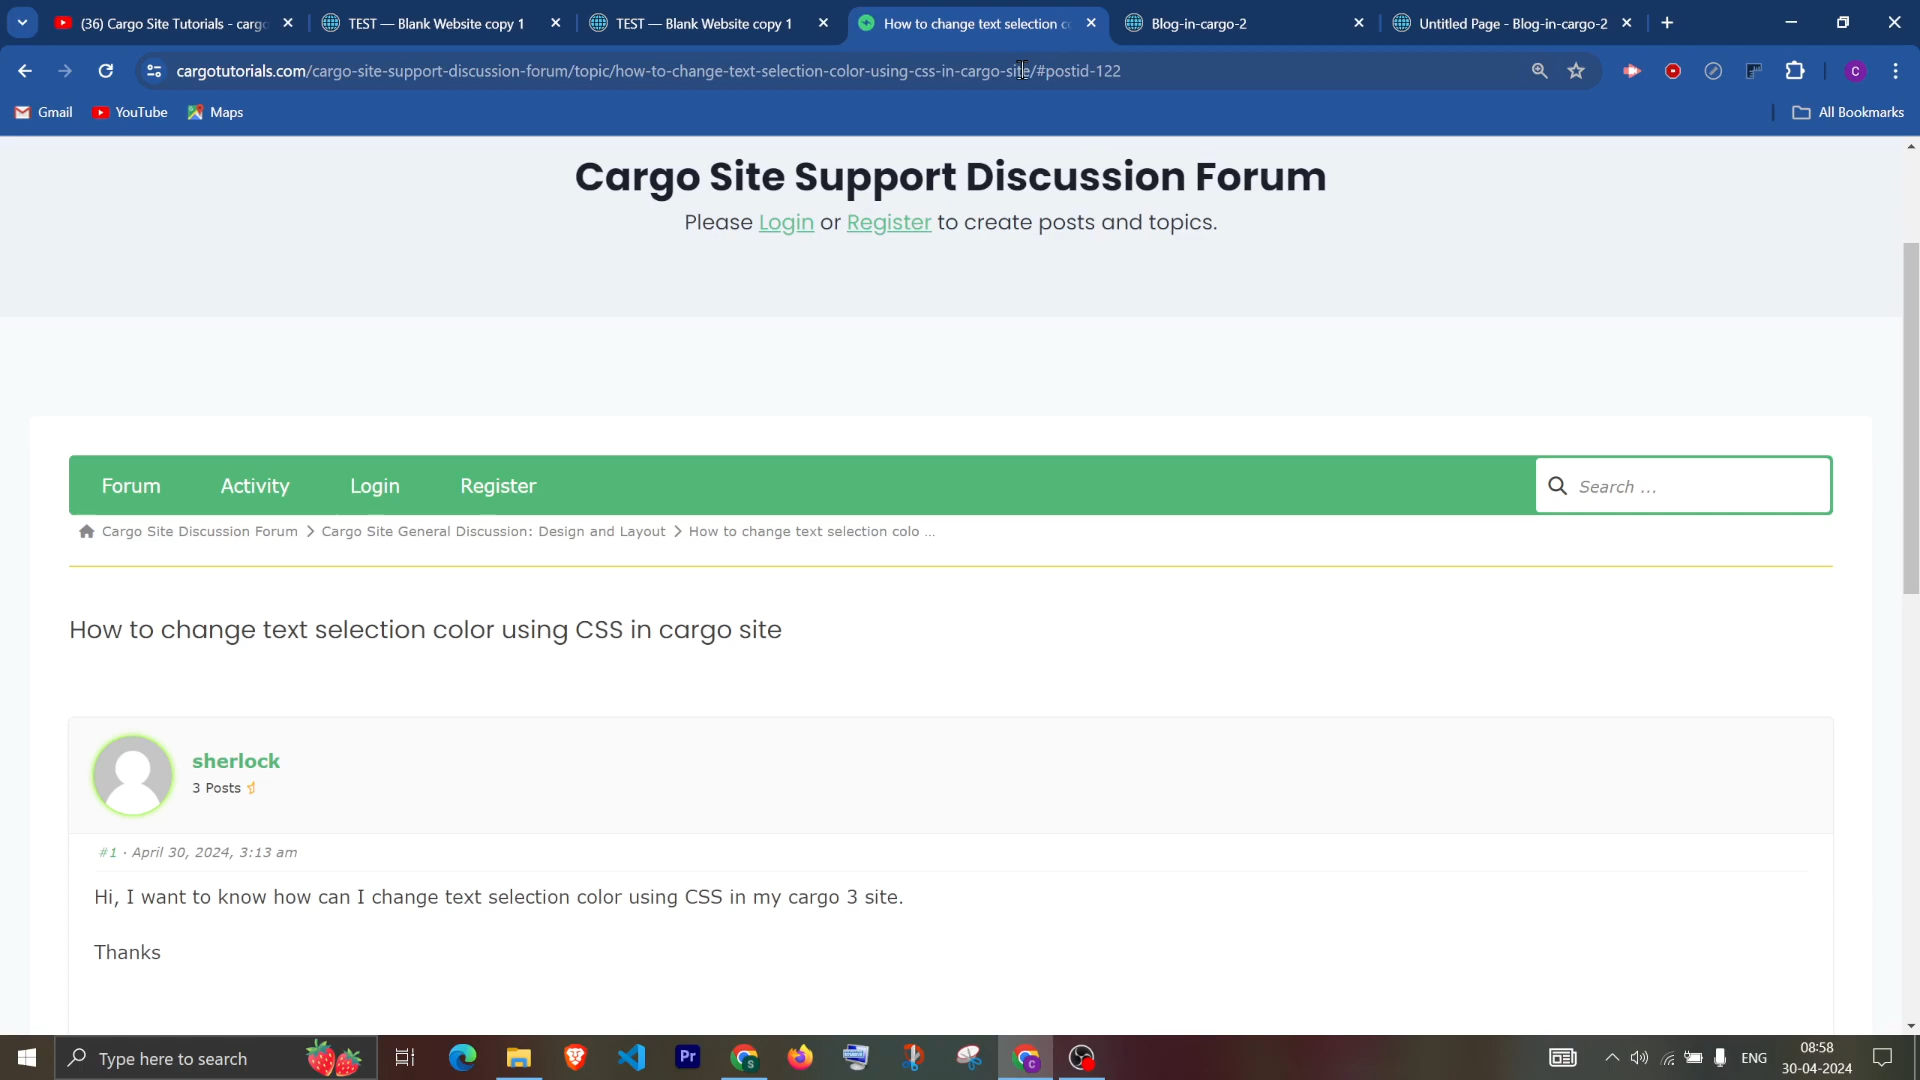 (36) Cargo Site Tutorials - cargo
TEST — Blank Website copy 1
TEST — Blank Website copy 1
How to change text selection co
Blog-in-cargo-2
Untitled Page - Blog-in-cargo-2
cargotutorials.com/cargo-site-support-discussion-forum/topic/how-to-change-text-selection-color-using-css-in-cargo-site/#postid-122
C
Gmail
YouTube
Maps
All Bookmarks
Cargo Site Support Discussion Forum
Please Login or Register to create posts and topics.
Forum
Activity
Login
Register
Search ...
Cargo Site Discussion Forum
Cargo Site General Discussion: Design and Layout
How to change text selection colo ...
How to change text selection color using CSS in cargo site
sherlock
3 Posts
#1 · April 30, 2024, 3:13 am
Hi, I want to know how can I change text selection color using CSS in my cargo 3 site.
Thanks
Type here to search
Pr
ENG
08:58
30-04-2024